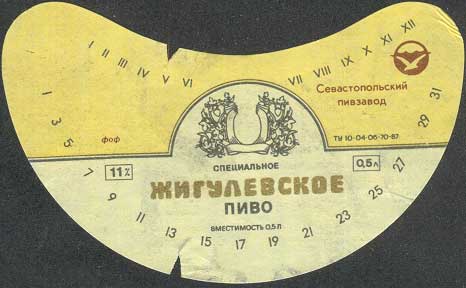 I II III IV V VI VII VIII IX X XI XII
Севастопольский
пивзавод
фоф
ТУ 10-04-06-70-87
СПЕЦИАЛЬНОЕ
11% ЖИГУЛЕВСКОЕ 0,5л
ПИВО
ВМЕСТИМОСТЬ 0,5 Л
1 3 5 7 9 11 13 15 17 19 21 23 25 27 29 31